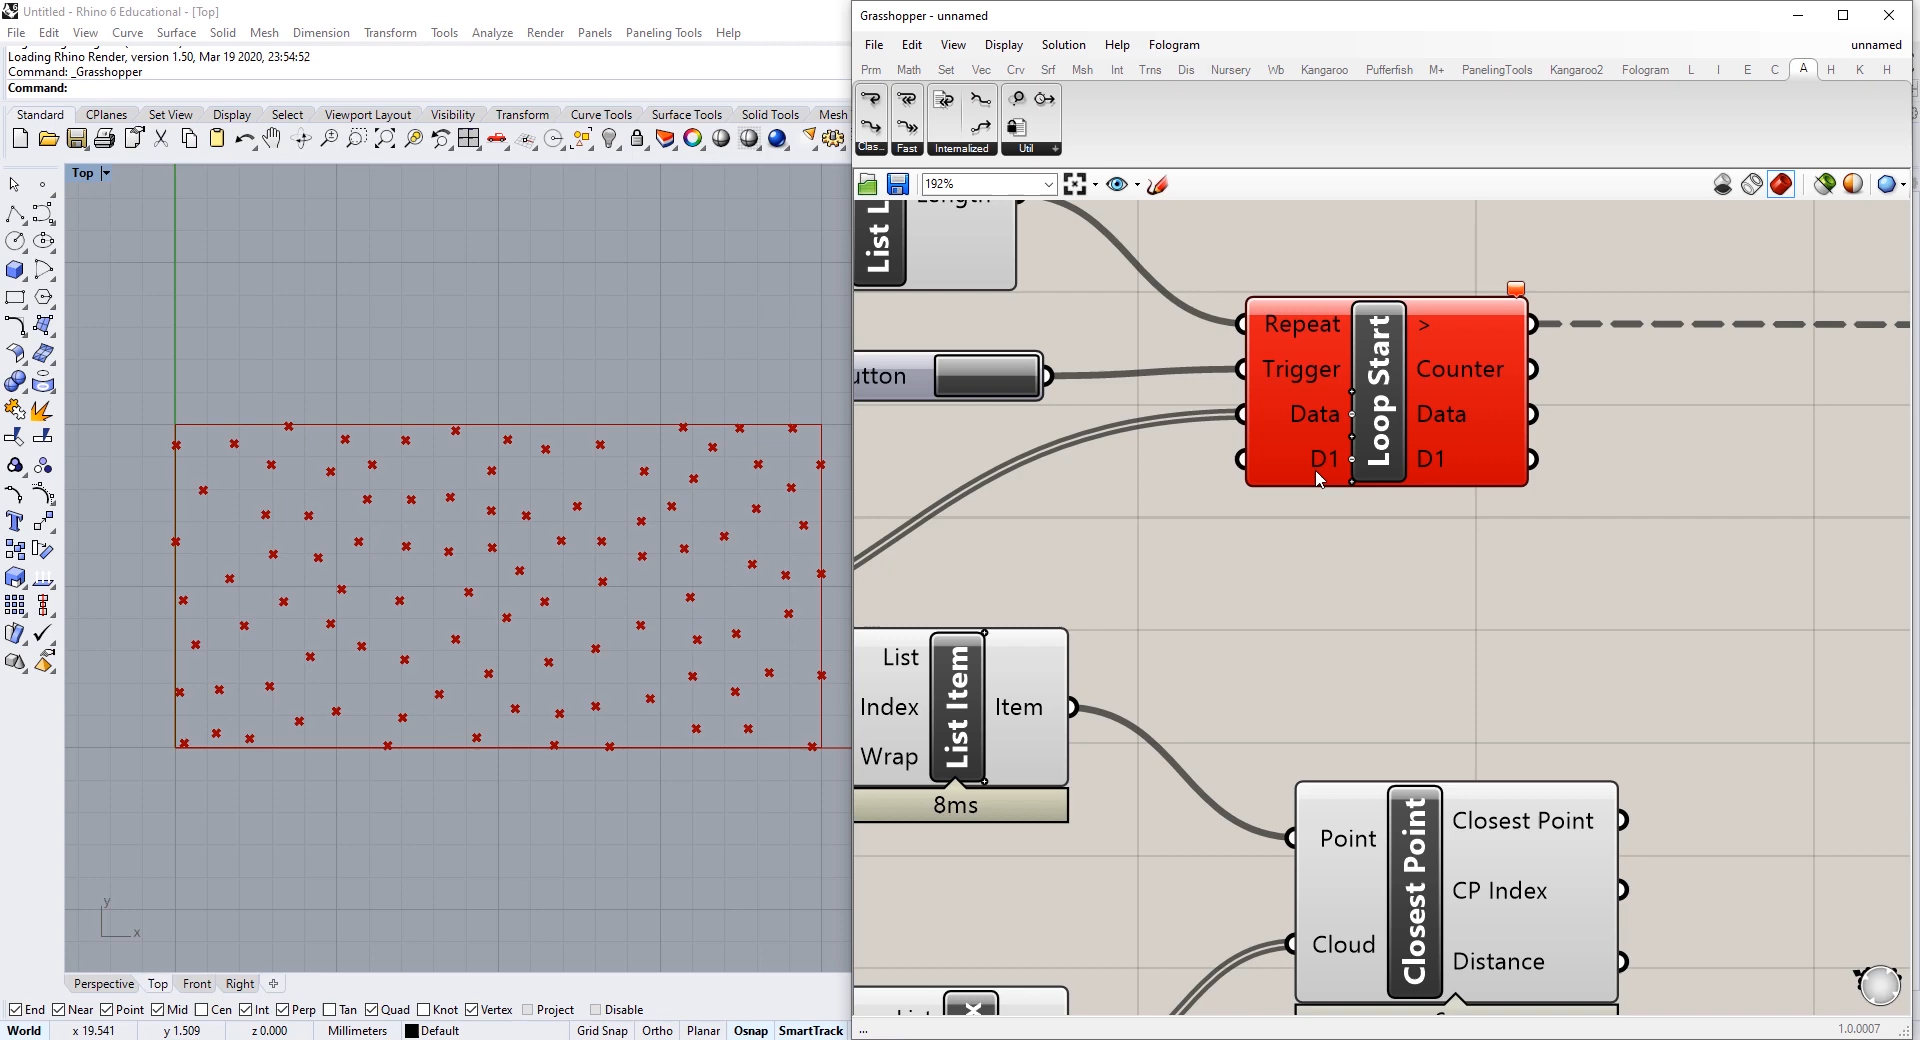 Untitled - Rhino 6 Educational - [Top]
File Edit View Curve Surface Solid Mesh Dimension Transform Tools Analyze Render Panels Paneling Tools Help
Loading Rhino Render, version 1.50, Mar 19 2020, 23:54:52
Command: _Grasshopper
Command:
Standard CPlanes Set View Display Select Viewport Layout Visibility Transform Curve Tools Surface Tools Solid Tools Mesh
Top
y
x
Perspective Top Front Right
End Near Point Mid Cen Int Perp Tan Quad Knot Vertex Project Disable
World x 19.541 y 1.509 z 0.000 Millimeters Default Grid Snap Ortho Planar Osnap SmartTrack
Grasshopper - unnamed
File Edit View Display Solution Help Fologram unnamed
Prm Math Set Vec Crv Srf Msh Int Trns Dis Nursery Wb Kangaroo Pufferfish M+ PanelingTools Kangaroo2 Fologram L I E C A H K H
Clas... Fast Internalized Util
192%
List L
Length
utton
Repeat
Trigger
Data
D1
Loop Start
>
Counter
Data
D1
List
Index
Wrap
List Item
Item
8ms
Point
Cloud
Closest Point
Closest Point
CP Index
Distance
List
x
...
1.0.0007